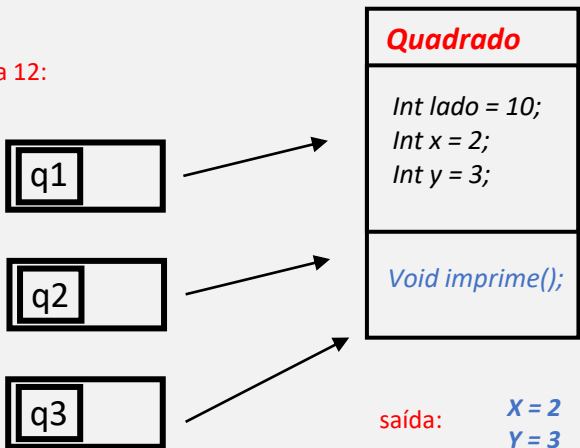 Quadrado
a 12:
Int lado = 10;
Int x = 2;
Int y = 3;
q1
q2
Void imprime();
q3
saída:
X = 2
Y = 3